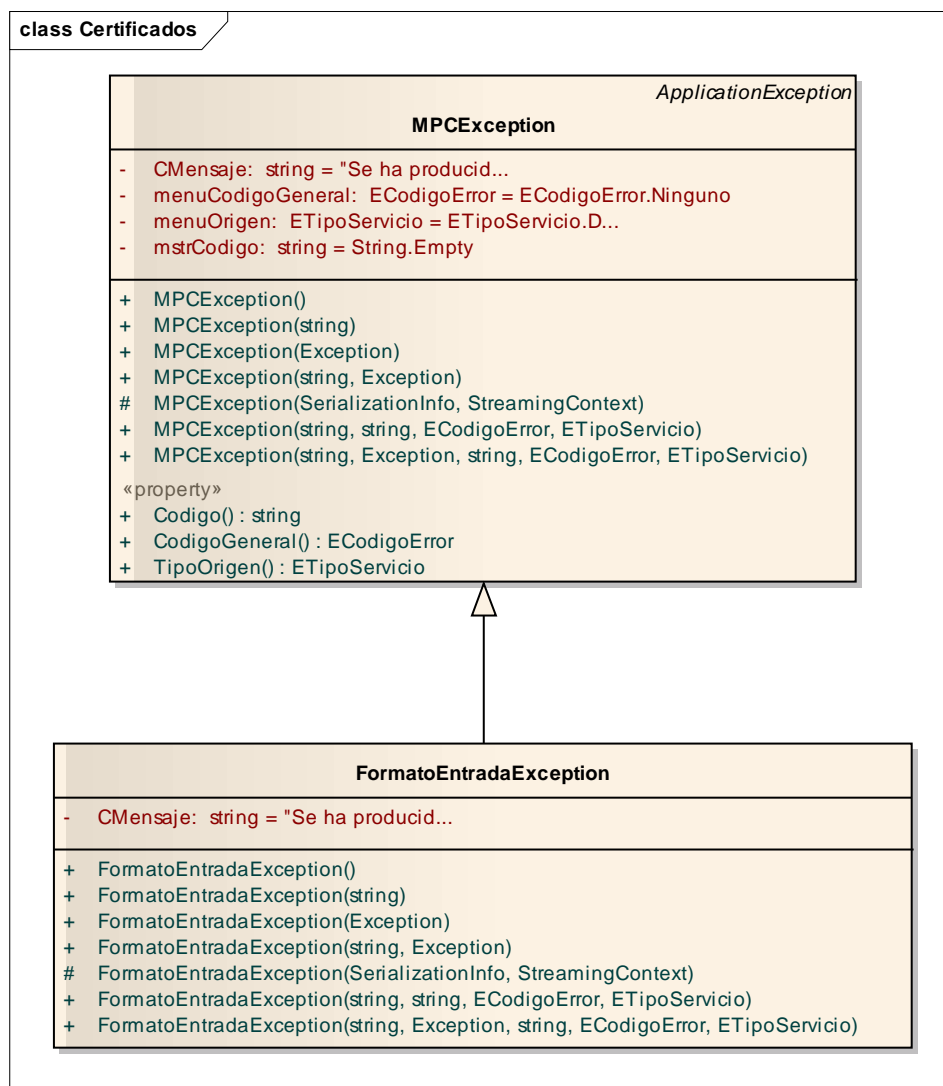 class Certificados
ApplicationException
MPCException
- CMensaje: string = "Se ha producid...
- menuCodigoGeneral: ECodigoError = ECodigoError.Ninguno
- menuOrigen: ETipoServicio = ETipoServicio.D...
- mstrCodigo: string = String.Empty
+ MPCException()
+ MPCException(string)
+ MPCException(Exception)
+ MPCException(string, Exception)
# MPCException(SerializationInfo, StreamingContext)
+ MPCException(string, string, ECodigoError, ETipoServicio)
+ MPCException(string, Exception, string, ECodigoError, ETipoServicio)
«property»
+ Codigo() : string
+ CodigoGeneral() : ECodigoError
+ TipoOrigen() : ETipoServicio
FormatoEntradaException
- CMensaje: string = "Se ha producid...
+ FormatoEntradaException()
+ FormatoEntradaException(string)
+ FormatoEntradaException(Exception)
+ FormatoEntradaException(string, Exception)
# FormatoEntradaException(SerializationInfo, StreamingContext)
+ FormatoEntradaException(string, string, ECodigoError, ETipoServicio)
+ FormatoEntradaException(string, Exception, string, ECodigoError, ETipoServicio)